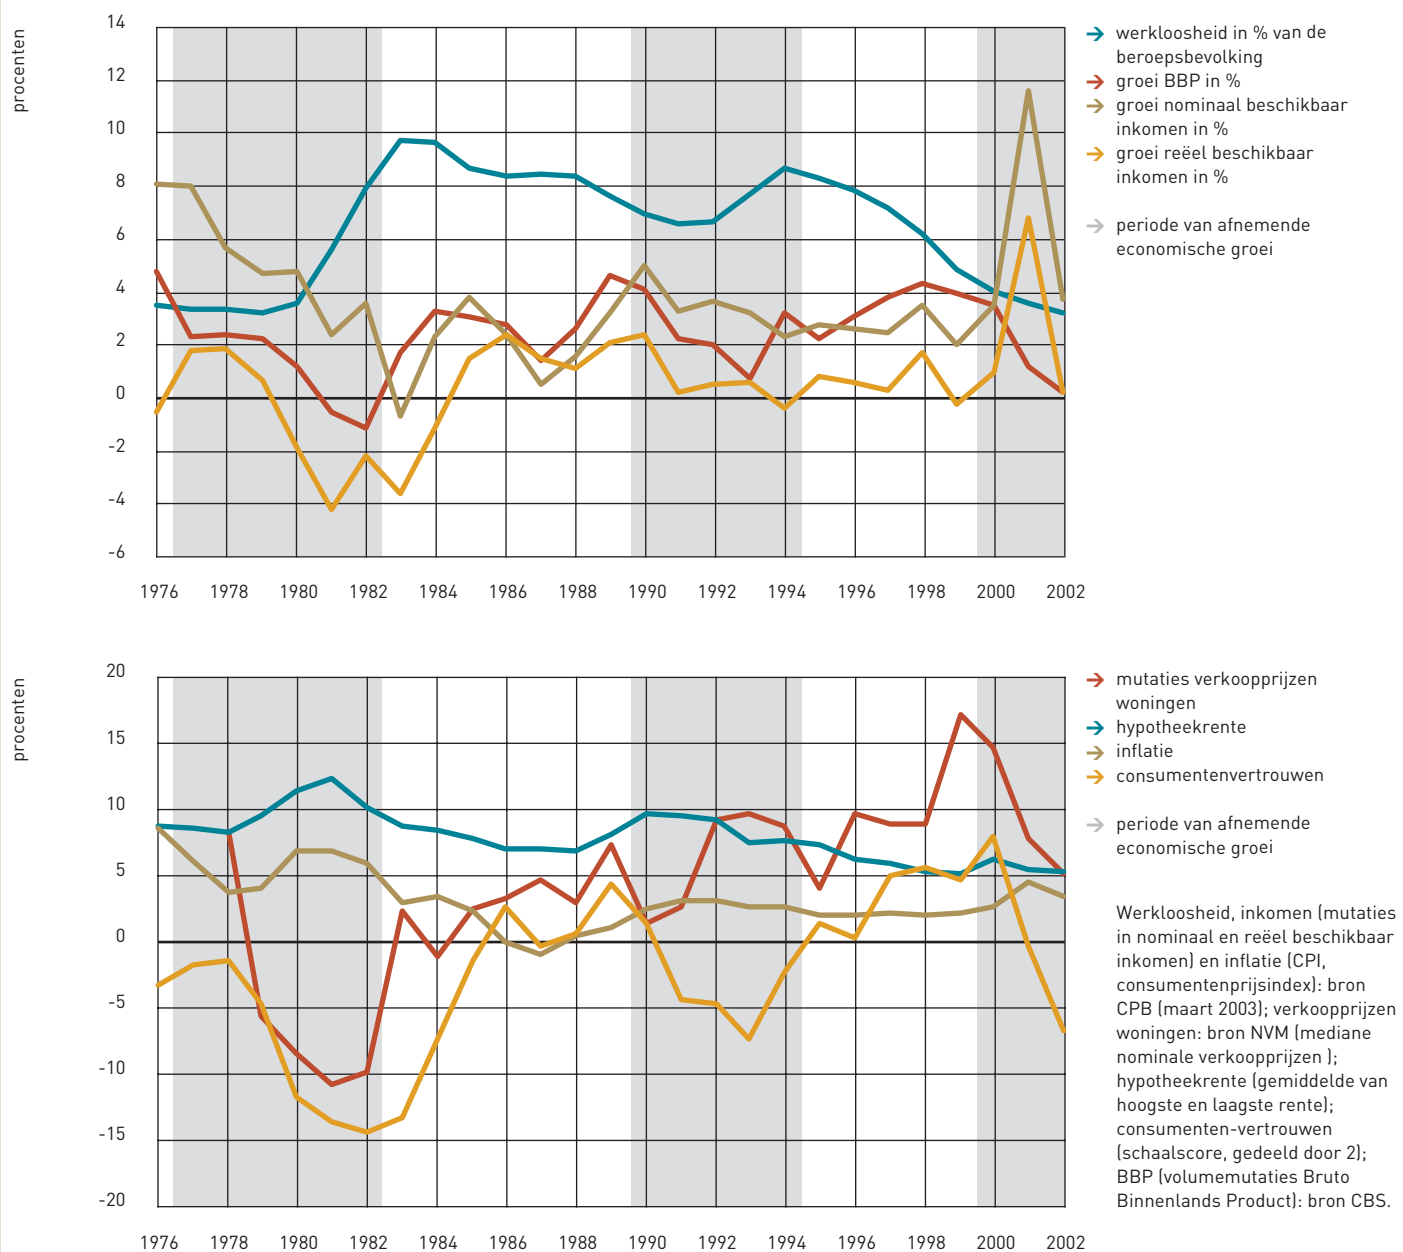 procenten
14
12
10
8
6
4
2
0
-2
-4
-6
1976 1978 1980 1982 1984 1986 1988 1990 1992 1994 1996 1998 2000 2002
werkloosheid in % van de
beroepsbevolking
groei BBP in %
groei nominaal beschikbaar
inkomen in %
groei reëel beschikbaar
inkomen in %
periode van afnemende
economische groei
procenten
20
15
10
5
0
-5
-10
-15
-20
1976 1978 1980 1982 1984 1986 1988 1990 1992 1994 1996 1998 2000 2002
mutaties verkoopprijzen
woningen
hypotheekrente
inflatie
consumentenvertrouwen
periode van afnemende
economische groei
Werkloosheid, inkomen (mutaties
in nominaal en reëel beschikbaar
inkomen) en inflatie (CPI,
consumentenprijsindex): bron
CPB (maart 2003); verkoopprijzen
woningen: bron NVM (mediane
nominale verkoopprijzen );
hypotheekrente (gemiddelde van
hoogste en laagste rente);
consumenten-vertrouwen
(schaalscore, gedeeld door 2);
BBP (volumemutaties Bruto
Binnenlands Product): bron CBS.